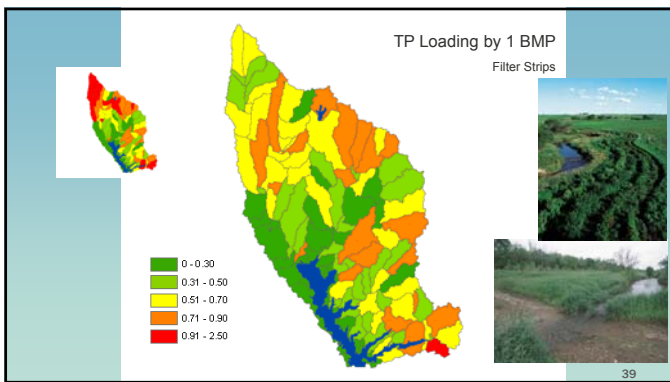 TP Loading by 1 BMP
Filter Strips
0 - 0.30
0.31 - 0.50
0.51 - 0.70
0.71 - 0.90
0.91 - 2.50
39